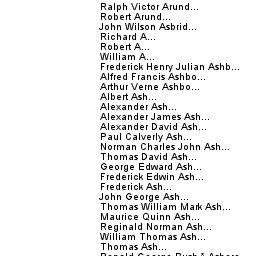 Ralph Victor Arund...
Robert Arund...
John Wilson Asbrid...
Richard A...
Robert A...
William A...
Frederick Henry Julian Ashb...
Alfred Francis Ashbo...
Arthur Verne Ashbo...
Albert Ash...
Alexander Ash...
Alexander James Ash...
Alexander David Ash...
Paul Calverly Ash...
Norman Charles John Ash...
Thomas David Ash...
George Edward Ash...
Frederick Edwin Ash...
Frederick Ash...
John George Ash...
Thomas William Mark Ash...
Maurice Quinn Ash...
Reginald Norman Ash...
William Thomas Ash...
Thomas Ash...